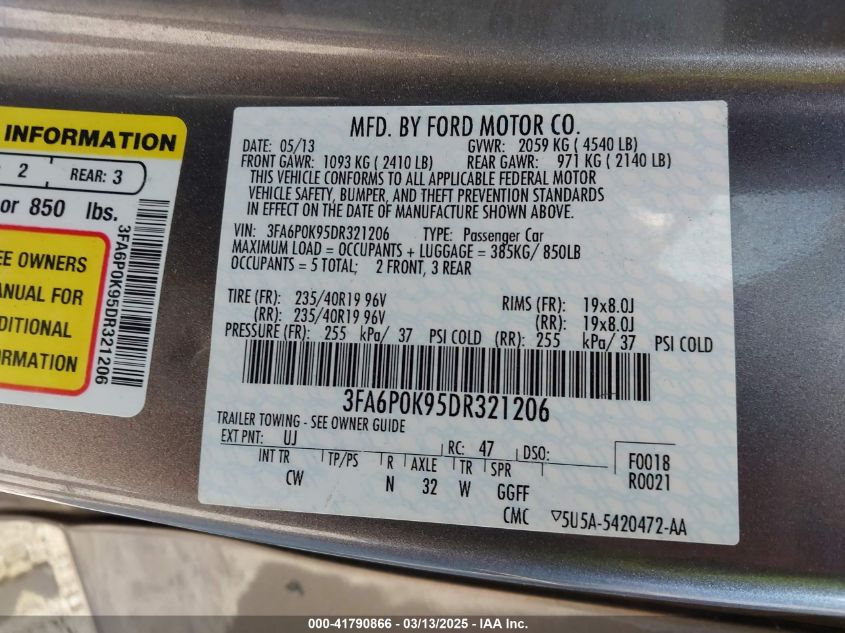 INFORMATION
2 REAR: 3
or 850 lbs.
EE OWNERS
ANUAL FOR
DITIONAL
ORMATION
3FA6P0K95DR321206
MFD. BY FORD MOTOR CO.
DATE: 05/13 GVWR: 2059 KG ( 4540 LB)
FRONT GAWR: 1093 KG ( 2410 LB) REAR GAWR: 971 KG ( 2140 LB)
THIS VEHICLE CONFORMS TO ALL APPLICABLE FEDERAL MOTOR
VEHICLE SAFETY, BUMPER, AND THEFT PREVENTION STANDARDS
IN EFFECT ON THE DATE OF MANUFACTURE SHOWN ABOVE.
VIN: 3FA6P0K95DR321206 TYPE: Passenger Car
MAXIMUM LOAD = OCCUPANTS + LUGGAGE = 385KG/ 850LB
OCCUPANTS = 5 TOTAL; 2 FRONT, 3 REAR
TIRE (FR): 235/40R19 96V RIMS (FR): 19x8.0J
(RR): 235/40R19 96V (RR): 19x8.0J
PRESSURE (FR): 255 kPa/ 37 PSI COLD (RR): 255 kPa/ 37 PSI COLD
3FA6P0K95DR321206
TRAILER TOWING - SEE OWNER GUIDE
EXT PNT: UJ RC: 47 DSO: F0018
INT TR TP/PS R AXLE TR SPR R0021
CW N 32 W GGFF
CMC ▽5U5A-5420472-AA
000-41790866 - 03/13/2025 - IAA Inc.